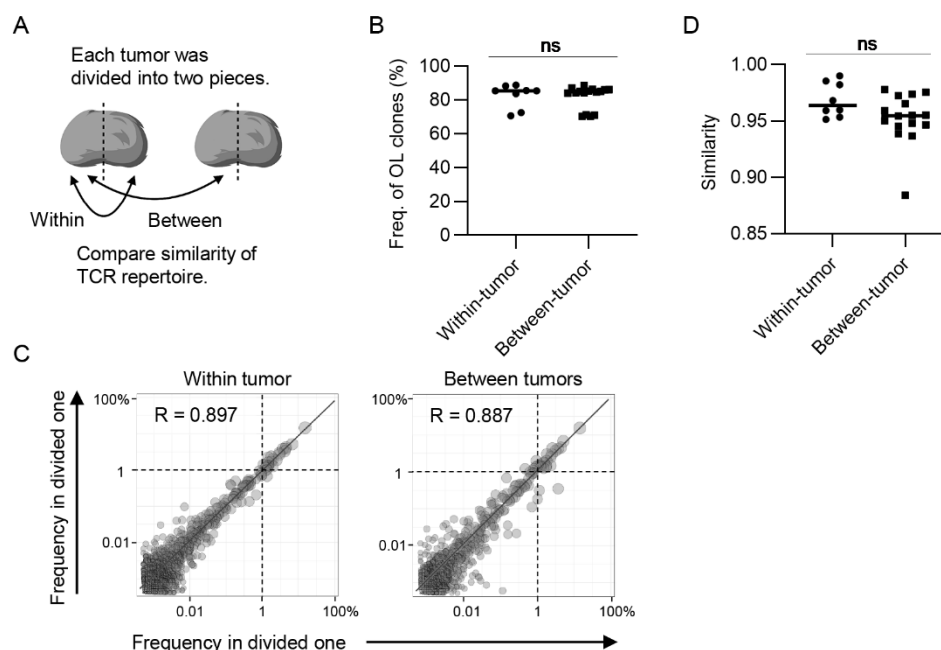 A
Each tumor was
divided into two pieces.
Within
Between
Compare similarity of
TCR repertoire.
B
ns
Freq. of OL clones (%)
100
80
60
40
20
0
Within-tumor
Between-tumor
D
ns
Similarity
1.00
0.95
0.90
0.85
Within-tumor
Between-tumor
C
Within tumor
Frequency in divided one
100%
1
0.01
R = 0.897
0.01
1
100%
Between tumors
100%
1
0.01
R = 0.887
0.01
1
100%
Frequency in divided one